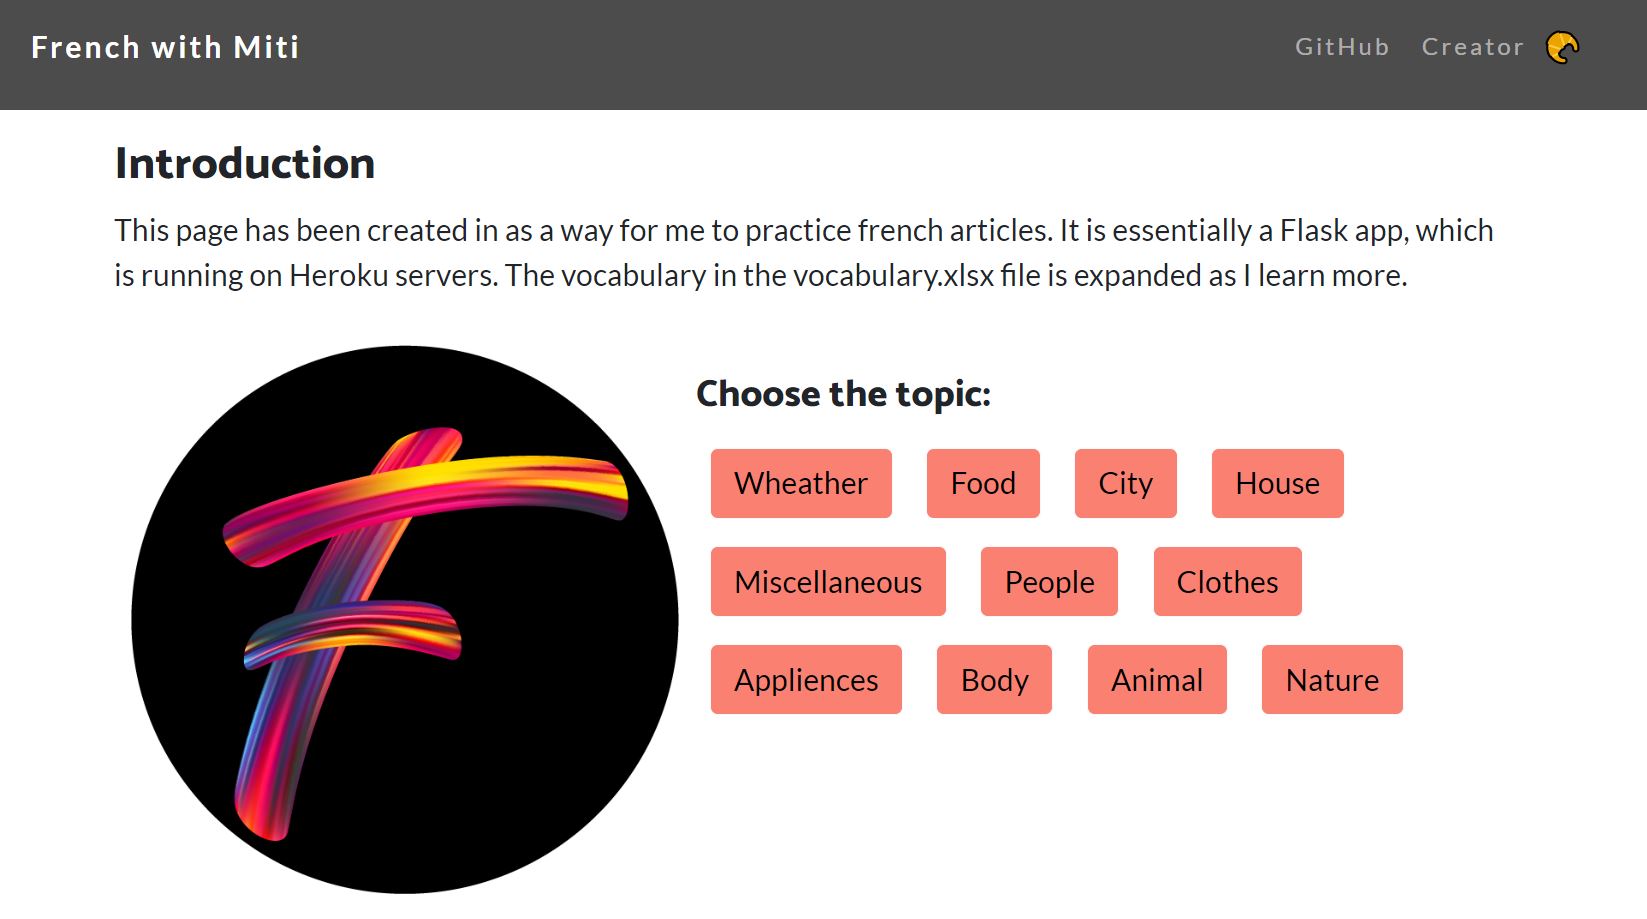 French with Miti
GitHub Creator
Introduction
This page has been created in as a way for me to practice french articles. It is essentially a Flask app, which
is running on Heroku servers. The vocabulary in the vocabulary.xlsx file is expanded as I learn more.
F
Choose the topic:
Wheather Food City House
Miscellaneous People Clothes
Appliences Body Animal Nature